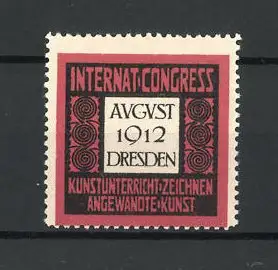 INTERNAT·CONGRESS
AVGVST
1912
DRESDEN
KUNSTUNTERRICHT·ZEICHNEN
ANGEWANDTE·KUNST